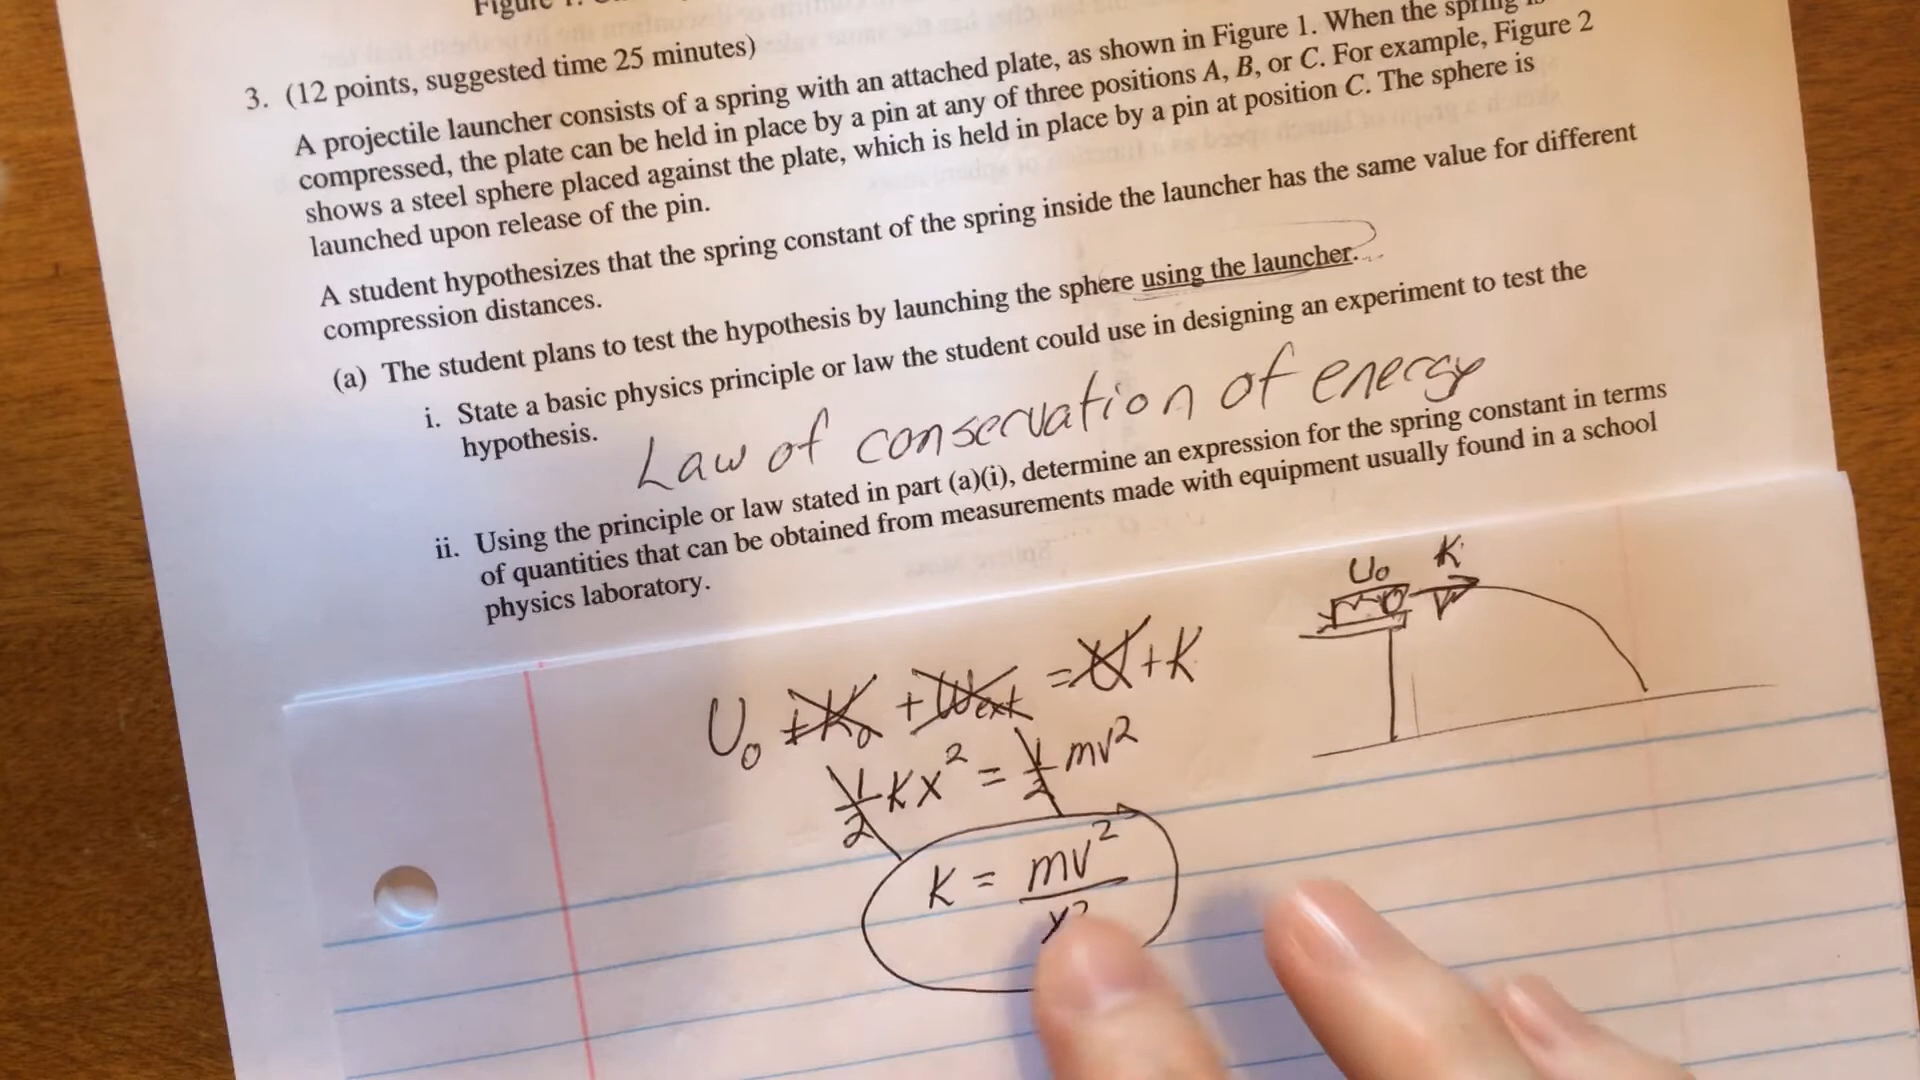 Figure 1.
3. (12 points, suggested time 25 minutes)
A projectile launcher consists of a spring with an attached plate, as shown in Figure 1. When the spring is
compressed, the plate can be held in place by a pin at any of three positions A, B, or C. For example, Figure 2
shows a steel sphere placed against the plate, which is held in place by a pin at position C. The sphere is
launched upon release of the pin.
A student hypothesizes that the spring constant of the spring inside the launcher has the same value for different
compression distances.
(a) The student plans to test the hypothesis by launching the sphere using the launcher.
i. State a basic physics principle or law the student could use in designing an experiment to test the
hypothesis.
Law of conservation of energy
ii. Using the principle or law stated in part (a)(i), determine an expression for the spring constant in terms
of quantities that can be obtained from measurements made with equipment usually found in a school
physics laboratory.
U₀ K
V
U₀ + K₀ + Wext = U + K
½ K x² = ½ mv²
K = mv² / x²